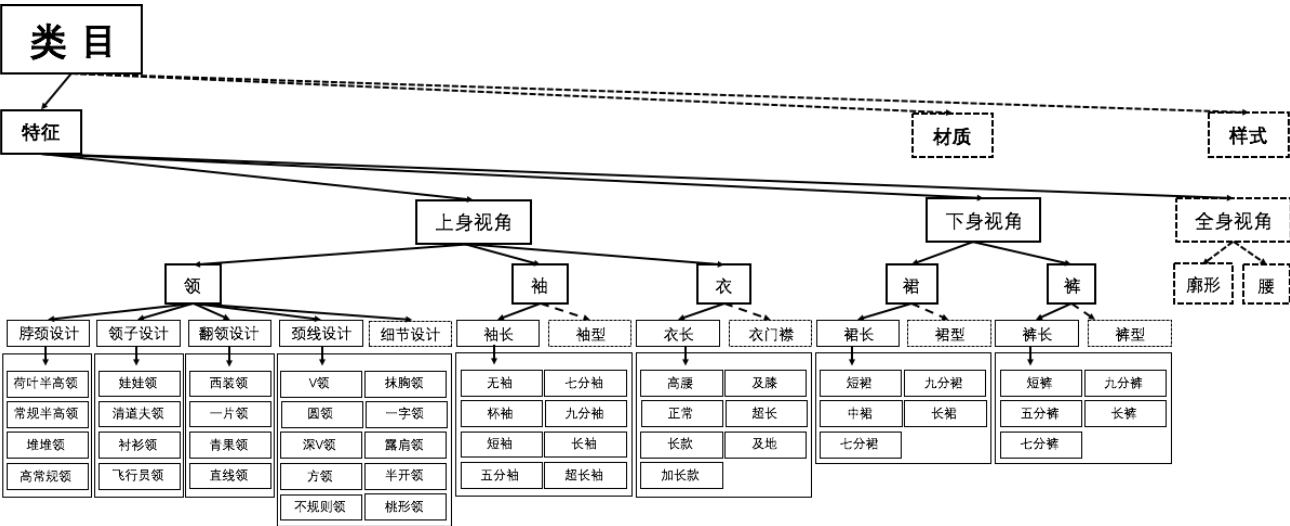 类目
特征
材质
样式
上身视角
下身视角
全身视角
领
袖
衣
裙
裤
廓形
腰
脖颈设计
领子设计
翻领设计
颈线设计
细节设计
袖长
袖型
衣长
衣门襟
裙长
裙型
裤长
裤型
荷叶半高领
常规半高领
堆堆领
高常规领
娃娃领
清道夫领
衬衫领
飞行员领
西装领
一片领
青果领
直线领
V领
抹胸领
圆领
一字领
深V领
露肩领
方领
半开领
不规则领
桃形领
无袖
七分袖
杯袖
九分袖
短袖
长袖
五分袖
超长袖
高腰
及膝
正常
超长
长款
及地
加长款
短裙
九分裙
中裙
长裙
七分裙
短裤
九分裤
五分裤
长裤
七分裤